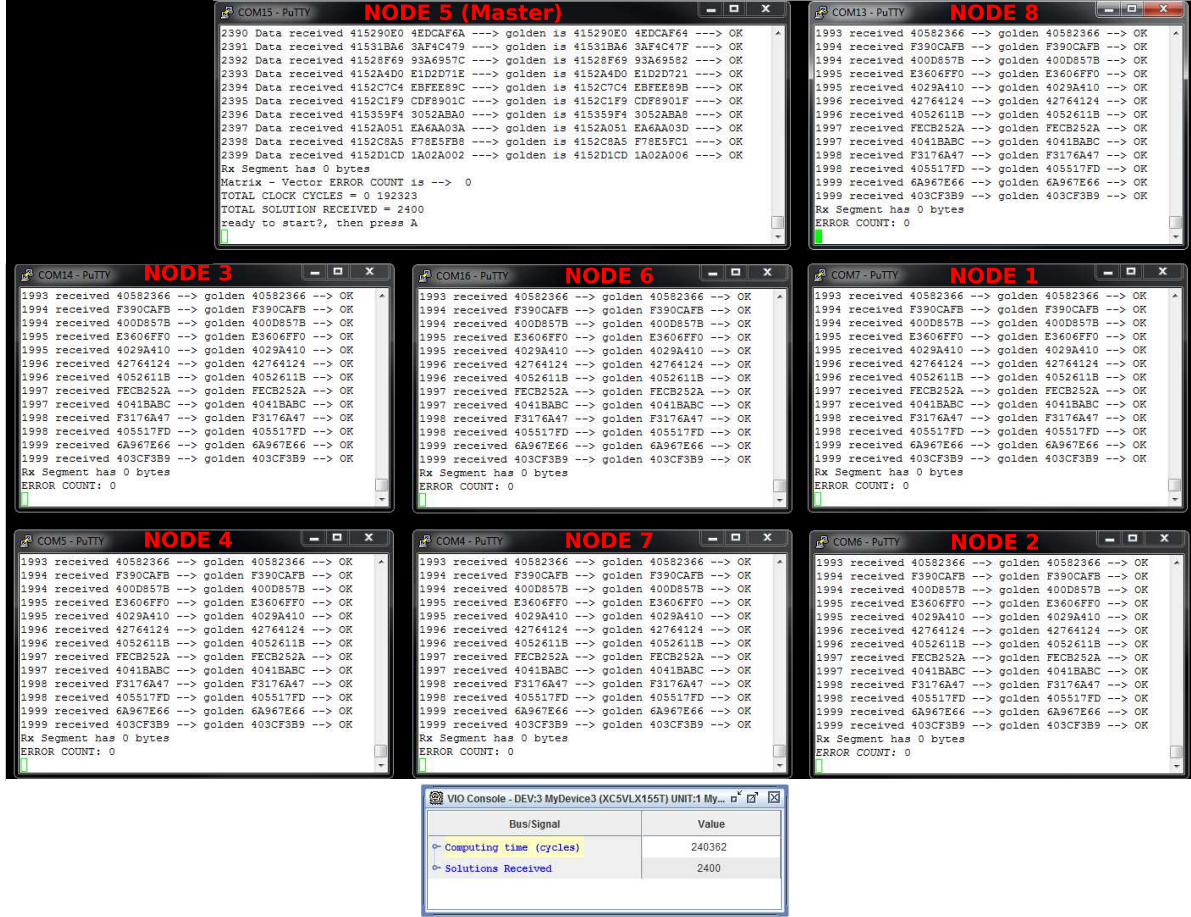 COM15 - PuTTY
NODE 5 (Master)
2390 Data received 415290E0 4EDCAF6A ---> golden is 415290E0 4EDCAF64 ---> OK
2391 Data received 41531BA6 3AF4C479 ---> golden is 41531BA6 3AF4C47F ---> OK
2392 Data received 41528F69 93A6957C ---> golden is 41528F69 93A69582 ---> OK
2393 Data received 4152A4D0 E1D2D71E ---> golden is 4152A4D0 E1D2D721 ---> OK
2394 Data received 4152C7C4 EBFEE89C ---> golden is 4152C7C4 EBFEE89B ---> OK
2395 Data received 4152C1F9 CDF8901C ---> golden is 4152C1F9 CDF8901F ---> OK
2396 Data received 415359F4 3052ABA0 ---> golden is 415359F4 3052ABA8 ---> OK
2397 Data received 4152A051 EA6AA03A ---> golden is 4152A051 EA6AA03D ---> OK
2398 Data received 4152C8A5 F78E5FB8 ---> golden is 4152C8A5 F78E5FC1 ---> OK
2399 Data received 4152D1CD 1A02A002 ---> golden is 4152D1CD 1A02A006 ---> OK
Rx Segment has 0 bytes
Matrix - Vector ERROR COUNT is --> 0
TOTAL CLOCK CYCLES = 0 192323
TOTAL SOLUTION RECEIVED = 2400
ready to start?, then press A
COM13 - PuTTY
NODE 8
1993 received 40582366 --> golden 40582366 --> OK
1994 received F390CAFB --> golden F390CAFB --> OK
1994 received 400D857B --> golden 400D857B --> OK
1995 received E3606FF0 --> golden E3606FF0 --> OK
1995 received 4029A410 --> golden 4029A410 --> OK
1996 received 42764124 --> golden 42764124 --> OK
1996 received 4052611B --> golden 4052611B --> OK
1997 received FECB252A --> golden FECB252A --> OK
1997 received 4041BABC --> golden 4041BABC --> OK
1998 received F3176A47 --> golden F3176A47 --> OK
1998 received 405517FD --> golden 405517FD --> OK
1999 received 6A967E66 --> golden 6A967E66 --> OK
1999 received 403CF3B9 --> golden 403CF3B9 --> OK
Rx Segment has 0 bytes
ERROR COUNT: 0
COM14 - PuTTY
NODE 3
1993 received 40582366 --> golden 40582366 --> OK
1994 received F390CAFB --> golden F390CAFB --> OK
1994 received 400D857B --> golden 400D857B --> OK
1995 received E3606FF0 --> golden E3606FF0 --> OK
1995 received 4029A410 --> golden 4029A410 --> OK
1996 received 42764124 --> golden 42764124 --> OK
1996 received 4052611B --> golden 4052611B --> OK
1997 received FECB252A --> golden FECB252A --> OK
1997 received 4041BABC --> golden 4041BABC --> OK
1998 received F3176A47 --> golden F3176A47 --> OK
1998 received 405517FD --> golden 405517FD --> OK
1999 received 6A967E66 --> golden 6A967E66 --> OK
1999 received 403CF3B9 --> golden 403CF3B9 --> OK
Rx Segment has 0 bytes
ERROR COUNT: 0
COM16 - PuTTY
NODE 6
1993 received 40582366 --> golden 40582366 --> OK
1994 received F390CAFB --> golden F390CAFB --> OK
1994 received 400D857B --> golden 400D857B --> OK
1995 received E3606FF0 --> golden E3606FF0 --> OK
1995 received 4029A410 --> golden 4029A410 --> OK
1996 received 42764124 --> golden 42764124 --> OK
1996 received 4052611B --> golden 4052611B --> OK
1997 received FECB252A --> golden FECB252A --> OK
1997 received 4041BABC --> golden 4041BABC --> OK
1998 received F3176A47 --> golden F3176A47 --> OK
1998 received 405517FD --> golden 405517FD --> OK
1999 received 6A967E66 --> golden 6A967E66 --> OK
1999 received 403CF3B9 --> golden 403CF3B9 --> OK
Rx Segment has 0 bytes
ERROR COUNT: 0
COM7 - PuTTY
NODE 1
1993 received 40582366 --> golden 40582366 --> OK
1994 received F390CAFB --> golden F390CAFB --> OK
1994 received 400D857B --> golden 400D857B --> OK
1995 received E3606FF0 --> golden E3606FF0 --> OK
1995 received 4029A410 --> golden 4029A410 --> OK
1996 received 42764124 --> golden 42764124 --> OK
1996 received 4052611B --> golden 4052611B --> OK
1997 received FECB252A --> golden FECB252A --> OK
1997 received 4041BABC --> golden 4041BABC --> OK
1998 received F3176A47 --> golden F3176A47 --> OK
1998 received 405517FD --> golden 405517FD --> OK
1999 received 6A967E66 --> golden 6A967E66 --> OK
1999 received 403CF3B9 --> golden 403CF3B9 --> OK
Rx Segment has 0 bytes
ERROR COUNT: 0
COM5 - PuTTY
NODE 4
1993 received 40582366 --> golden 40582366 --> OK
1994 received F390CAFB --> golden F390CAFB --> OK
1994 received 400D857B --> golden 400D857B --> OK
1995 received E3606FF0 --> golden E3606FF0 --> OK
1995 received 4029A410 --> golden 4029A410 --> OK
1996 received 42764124 --> golden 42764124 --> OK
1996 received 4052611B --> golden 4052611B --> OK
1997 received FECB252A --> golden FECB252A --> OK
1997 received 4041BABC --> golden 4041BABC --> OK
1998 received F3176A47 --> golden F3176A47 --> OK
1998 received 405517FD --> golden 405517FD --> OK
1999 received 6A967E66 --> golden 6A967E66 --> OK
1999 received 403CF3B9 --> golden 403CF3B9 --> OK
Rx Segment has 0 bytes
ERROR COUNT: 0
COM4 - PuTTY
NODE 7
1993 received 40582366 --> golden 40582366 --> OK
1994 received F390CAFB --> golden F390CAFB --> OK
1994 received 400D857B --> golden 400D857B --> OK
1995 received E3606FF0 --> golden E3606FF0 --> OK
1995 received 4029A410 --> golden 4029A410 --> OK
1996 received 42764124 --> golden 42764124 --> OK
1996 received 4052611B --> golden 4052611B --> OK
1997 received FECB252A --> golden FECB252A --> OK
1997 received 4041BABC --> golden 4041BABC --> OK
1998 received F3176A47 --> golden F3176A47 --> OK
1998 received 405517FD --> golden 405517FD --> OK
1999 received 6A967E66 --> golden 6A967E66 --> OK
1999 received 403CF3B9 --> golden 403CF3B9 --> OK
Rx Segment has 0 bytes
ERROR COUNT: 0
COM6 - PuTTY
NODE 2
1993 received 40582366 --> golden 40582366 --> OK
1994 received F390CAFB --> golden F390CAFB --> OK
1994 received 400D857B --> golden 400D857B --> OK
1995 received E3606FF0 --> golden E3606FF0 --> OK
1995 received 4029A410 --> golden 4029A410 --> OK
1996 received 42764124 --> golden 42764124 --> OK
1996 received 4052611B --> golden 4052611B --> OK
1997 received FECB252A --> golden FECB252A --> OK
1997 received 4041BABC --> golden 4041BABC --> OK
1998 received F3176A47 --> golden F3176A47 --> OK
1998 received 405517FD --> golden 405517FD --> OK
1999 received 6A967E66 --> golden 6A967E66 --> OK
1999 received 403CF3B9 --> golden 403CF3B9 --> OK
Rx Segment has 0 bytes
ERROR COUNT: 0
VIO Console - DEV:3 MyDevice3 (XC5VLX155T) UNIT:1 My...
Bus/Signal Value
Computing time (cycles) 240362
Solutions Received 2400